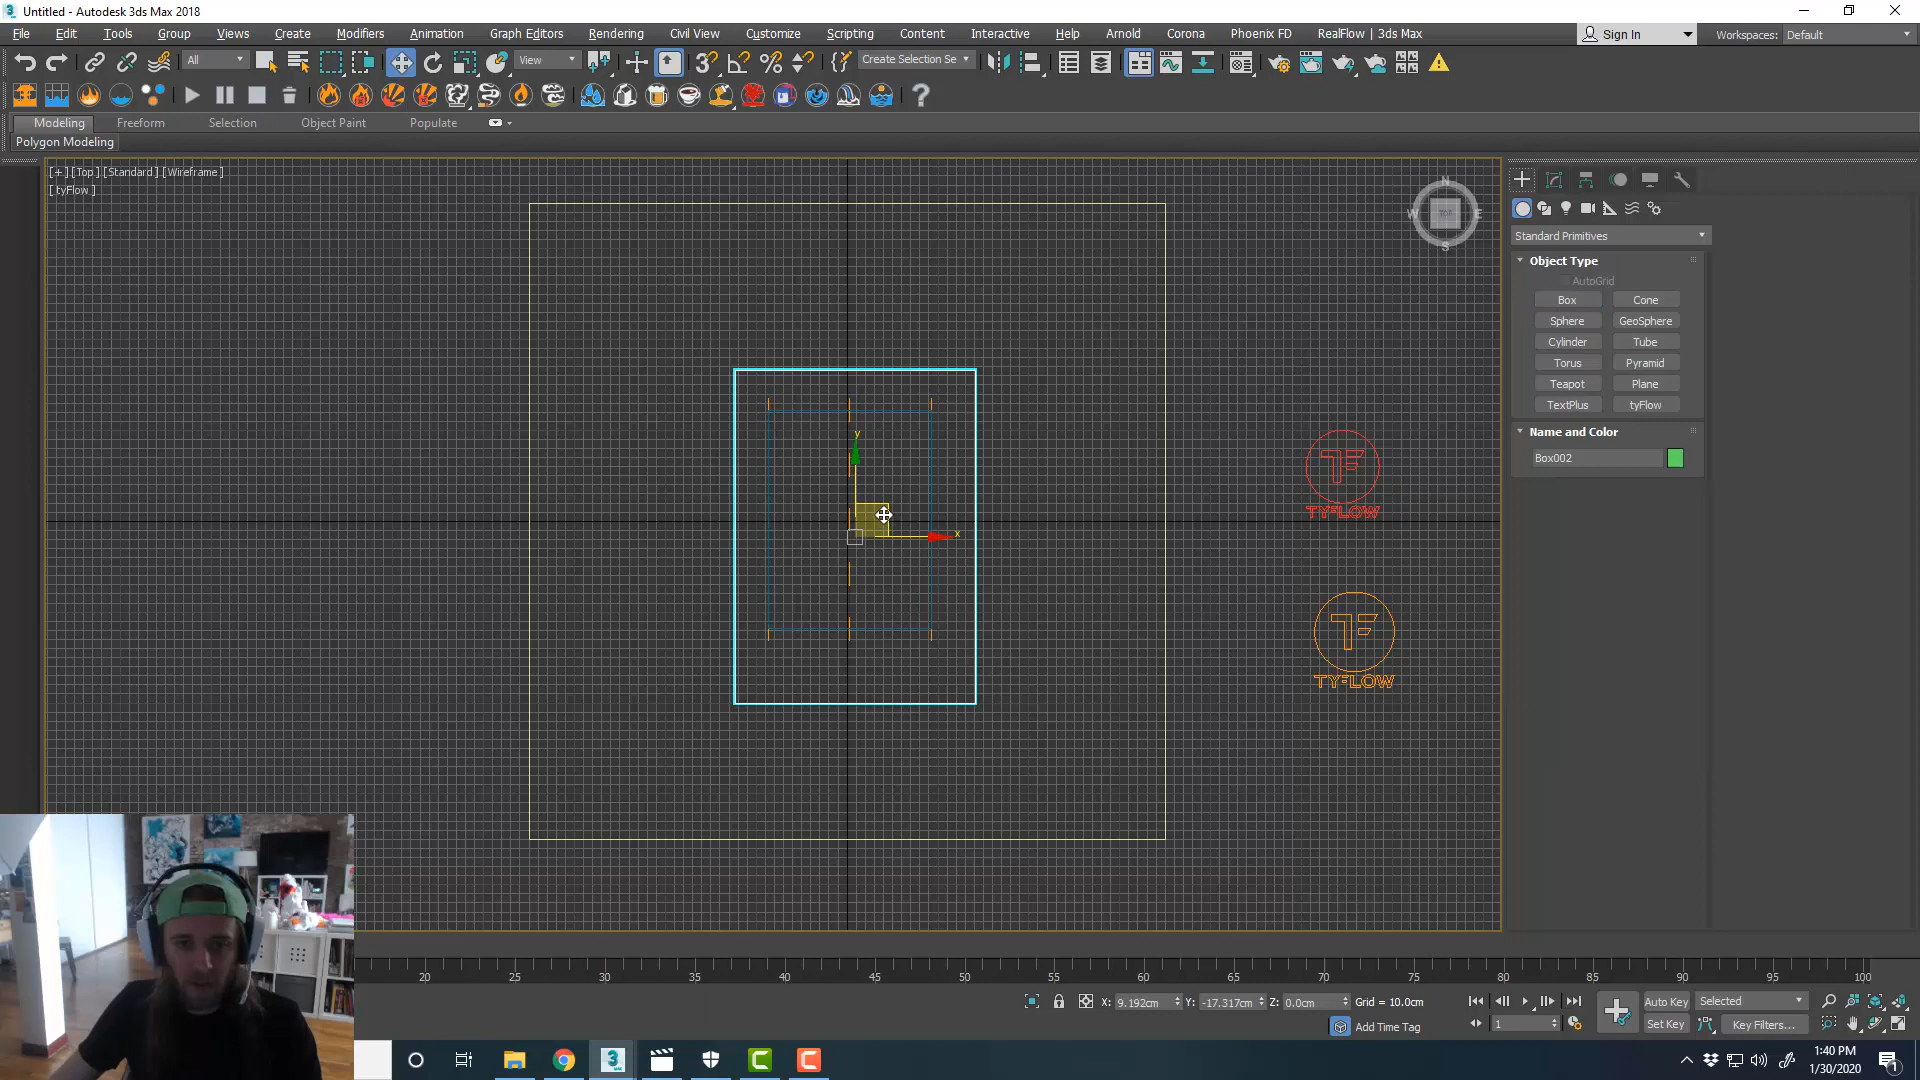 Untitled - Autodesk 3ds Max 2018
File Edit Tools Group Views Create Modifiers Animation Graph Editors Rendering Civil View Customize Scripting Content Interactive Help Arnold Corona Phoenix FD RealFlow | 3ds Max Sign In Workspaces: Default
All View Create Selection Se
Modeling Freeform Selection Object Paint Populate
Polygon Modeling
[+] [Top] [Standard] [Wireframe]
[ tyFlow ]
N
W TOP E
S
Standard Primitives
Object Type
AutoGrid
Box Cone
Sphere GeoSphere
Cylinder Tube
Torus Pyramid
Teapot Plane
TextPlus tyFlow
Name and Color
Box002
y
x
TYFLOW
TYFLOW
20 25 30 35 40 45 50 55 60 65 70 75 80 85 90 95 100
X: 9.192cm Y: -17.317cm Z: 0.0cm Grid = 10.0cm
Auto Key Selected
Add Time Tag
1
Set Key Key Filters...
3
MAX
1:40 PM
1/30/2020
1